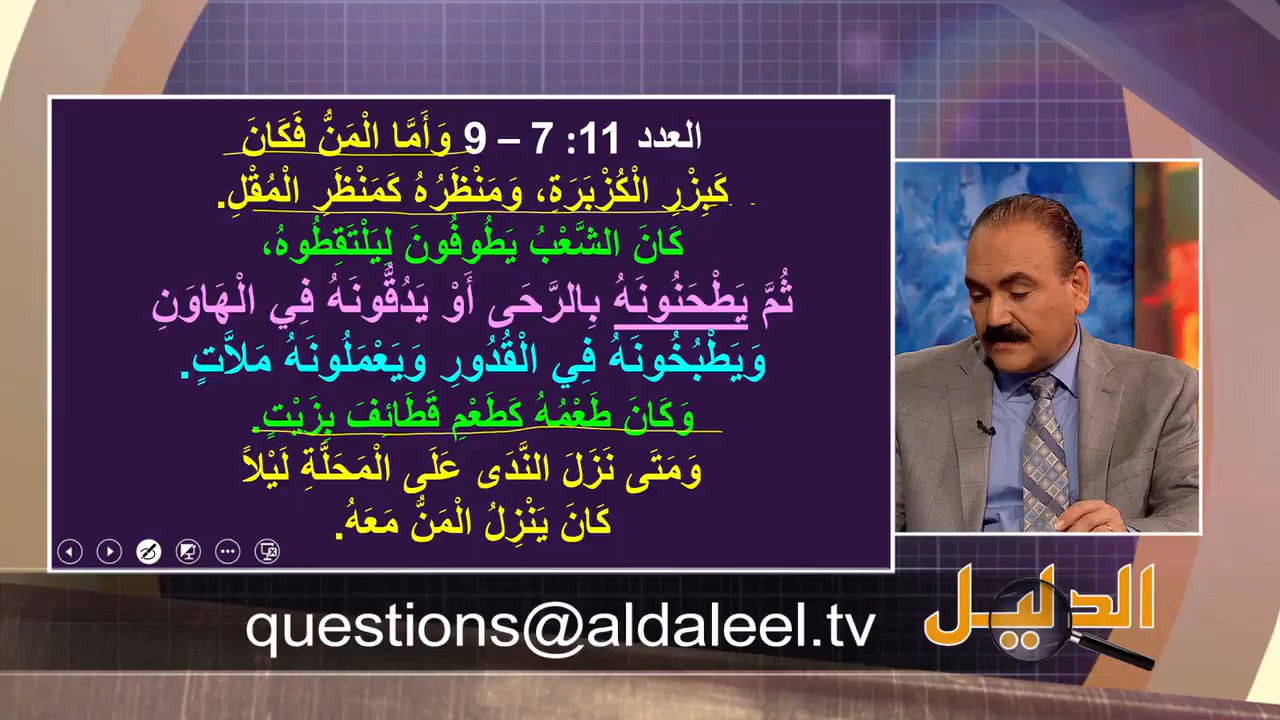 العدد 11: 7 – 9 وَأَمَّا الْمَنُّ فَكَانَ
كَبِزْرِ الْكُزْبَرَةِ، وَمَنْظَرُهُ كَمَنْظَرِ الْمُقْلِ.
كَانَ الشَّعْبُ يَطُوفُونَ لِيَلْتَقِطُوهُ،
ثُمَّ يَطْحَنُونَهُ بِالرَّحَى أَوْ يَدُقُّونَهُ فِي الْهَاوَنِ
وَيَطْبُخُونَهُ فِي الْقُدُورِ وَيَعْمَلُونَهُ مَلاَّتٍ.
وَكَانَ طَعْمُهُ كَطَعْمِ قَطَائِفَ بِزَيْتٍ.
وَمَتَى نَزَلَ النَّدَى عَلَى الْمَحَلَّةِ لَيْلاً
كَانَ يَنْزِلُ الْمَنُّ مَعَهُ.
questions@aldaleel.tv
الدليل